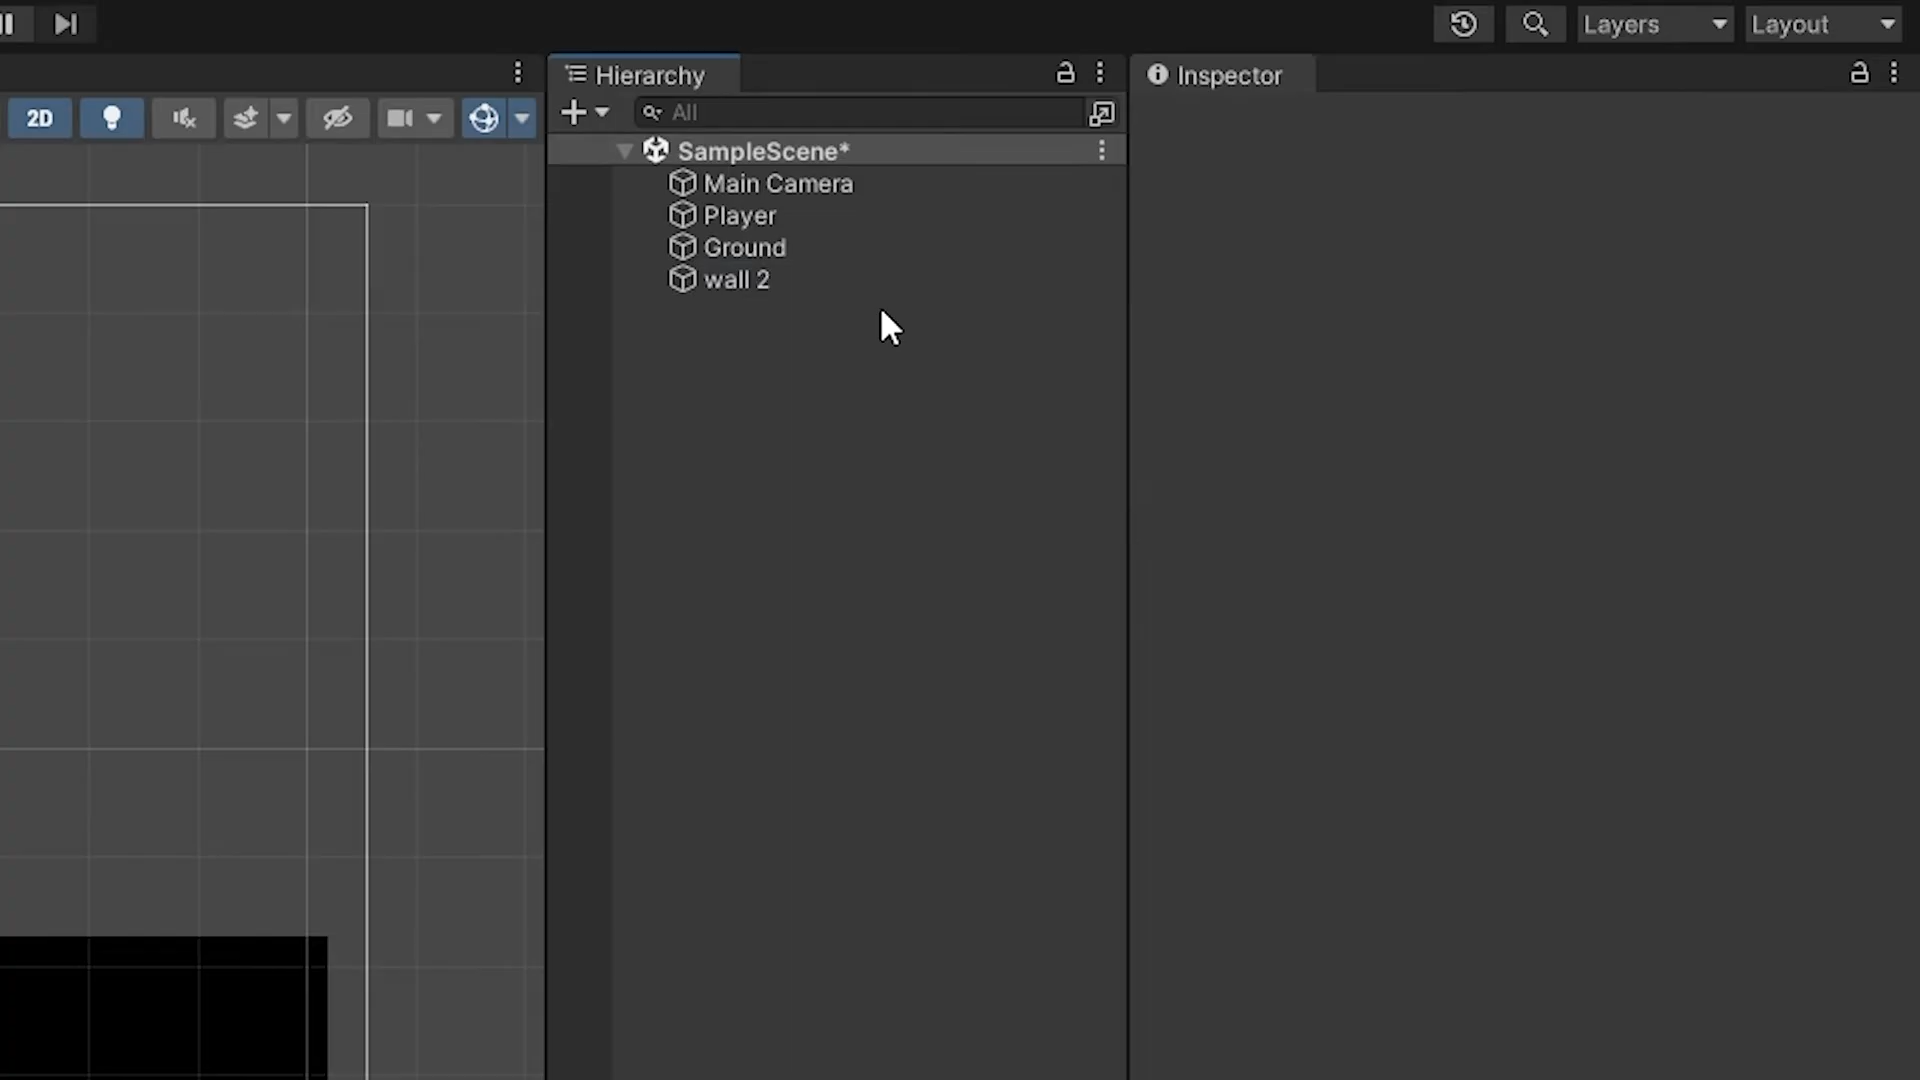 Layers
Layout
Hierarchy
Inspector
2D
All
SampleScene*
Main Camera
Player
Ground
wall 2